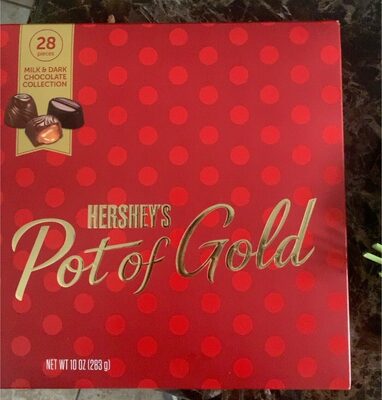 28
pieces
MILK & DARK
CHOCOLATE
COLLECTION
HERSHEY'S
Pot of Gold
NET WT 10 OZ (283 g)